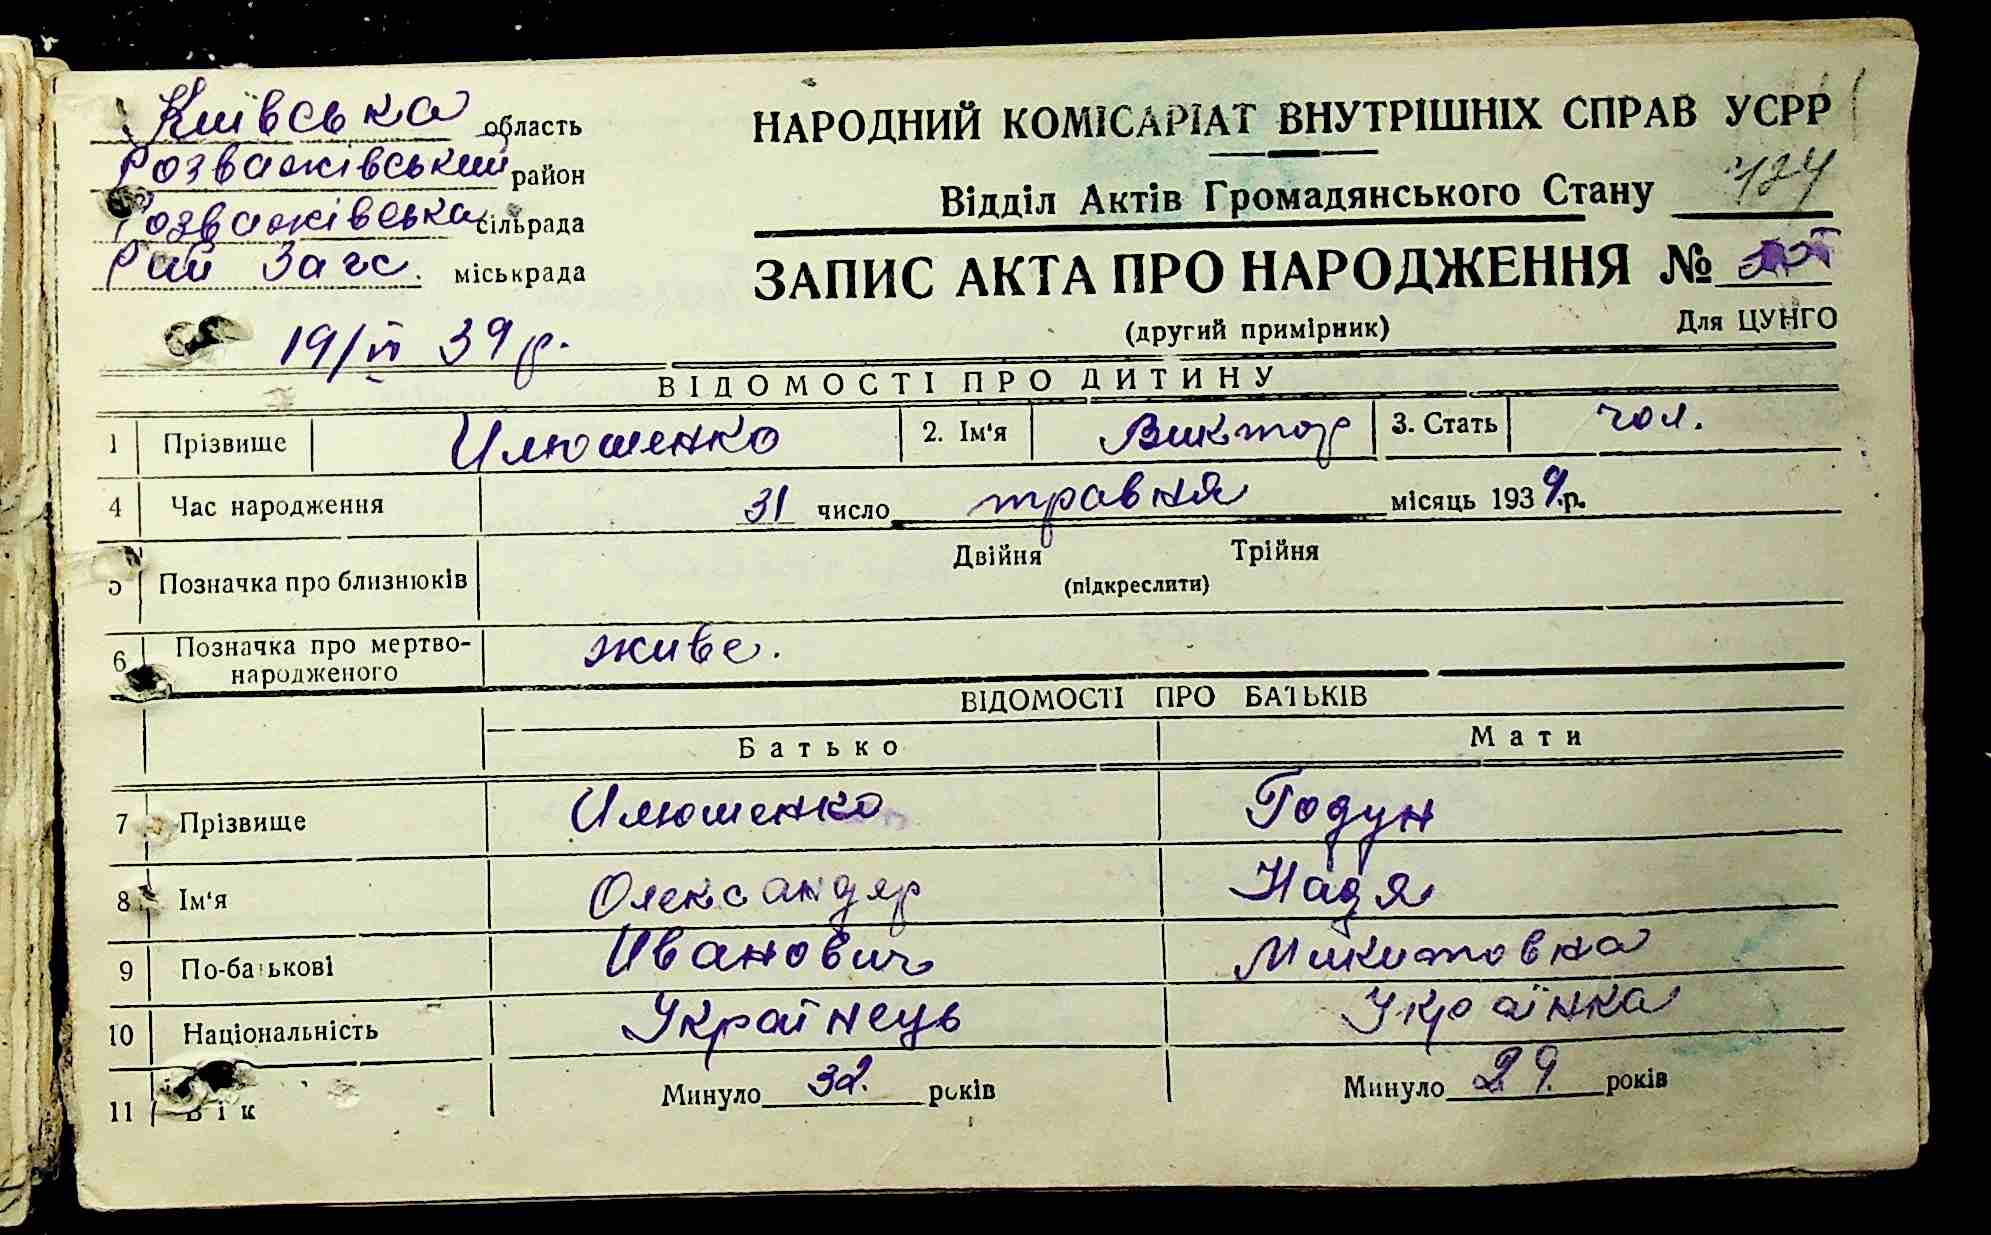 Київська область
Розважівський район
Розважівська сільрада
Рай Загс. міськрада
19/VI 39 р.
НАРОДНИЙ КОМІСАРІАТ ВНУТРІШНІХ СПРАВ УСРР
Відділ Актів Громадянського Стану 424
ЗАПИС АКТА ПРО НАРОДЖЕННЯ №
(другий примірник) Для ЦУНГО
ВІДОМОСТІ ПРО ДИТИНУ
1 Прізвище Илюшенко 2. Ім'я Виктор 3. Стать чол.
4 Час народження 31 число травня місяць 1939 р.
5 Позначка про близнюків Двійня Трійня
(підкреслити)
6 Позначка про мертво-
народженого живе.
ВІДОМОСТІ ПРО БАТЬКІВ
Батько Мати
7 Прізвище Илюшенко Годун
8 Ім'я Олександр Надя
9 По-батькові Иванович Микитовна
10 Національність Українець Українка
11 Вік Минуло 32. років Минуло 29. років